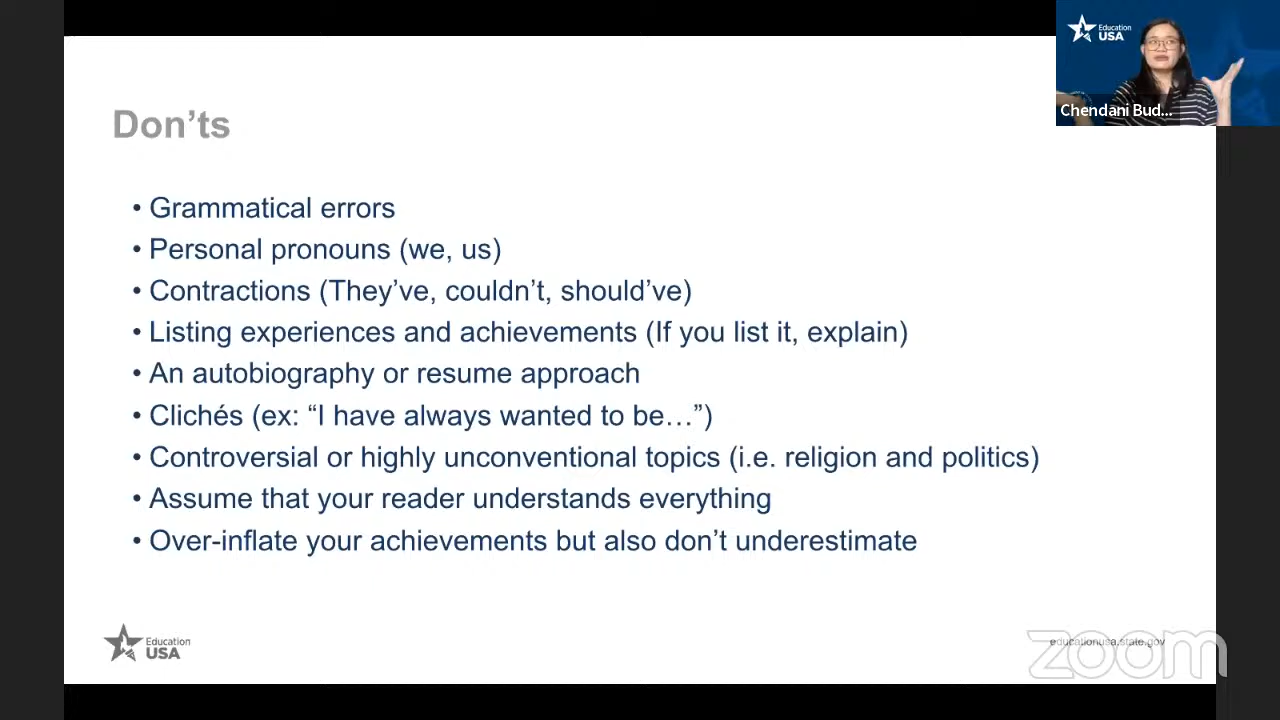 Education
USA
Chendani Bud...
Don'ts
• Grammatical errors
• Personal pronouns (we, us)
• Contractions (They've, couldn't, should've)
• Listing experiences and achievements (If you list it, explain)
• An autobiography or resume approach
• Clichés (ex: “I have always wanted to be…”)
• Controversial or highly unconventional topics (i.e. religion and politics)
• Assume that your reader understands everything
• Over-inflate your achievements but also don't underestimate
Education
USA
educationusa.state.gov
zoom